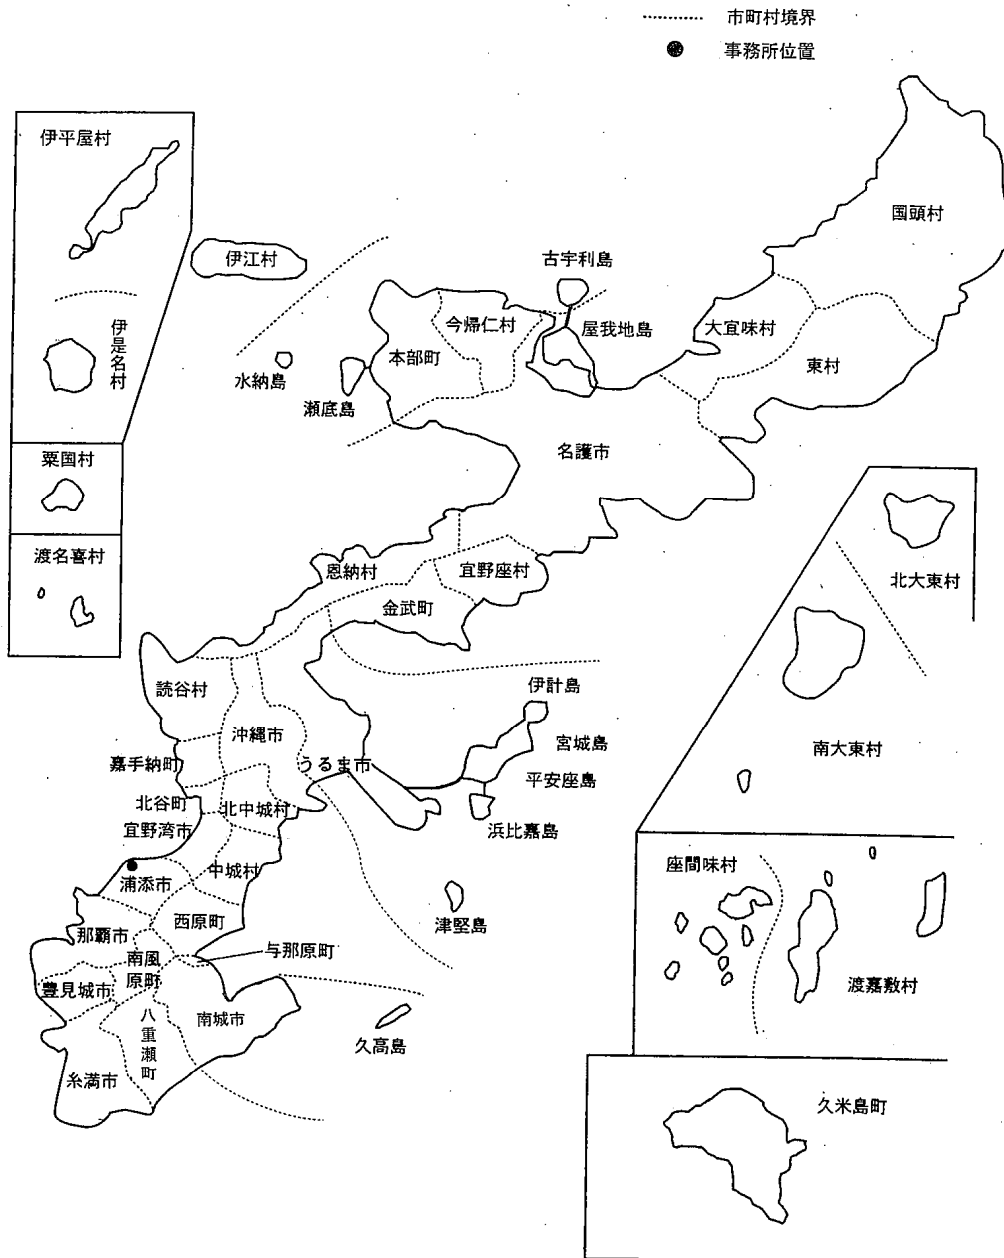 市町村境界
事務所位置
伊平屋村
国頭村
伊江村
古宇利島
今帰仁村
屋我地島
大宜味村
伊是名村
本部町
東村
水納島
瀬底島
名護市
粟国村
渡名喜村
恩納村
宜野座村
北大東村
金武町
読谷村
伊計島
沖縄市
宮城島
南大東村
嘉手納町
うるま市
平安座島
北谷町
北中城村
宜野湾市
浜比嘉島
中城村
座間味村
浦添市
西原町
津堅島
那覇市
与那原町
南風
原町
豊見城市
渡嘉敷村
八重瀬町
南城市
久高島
糸満市
久米島町